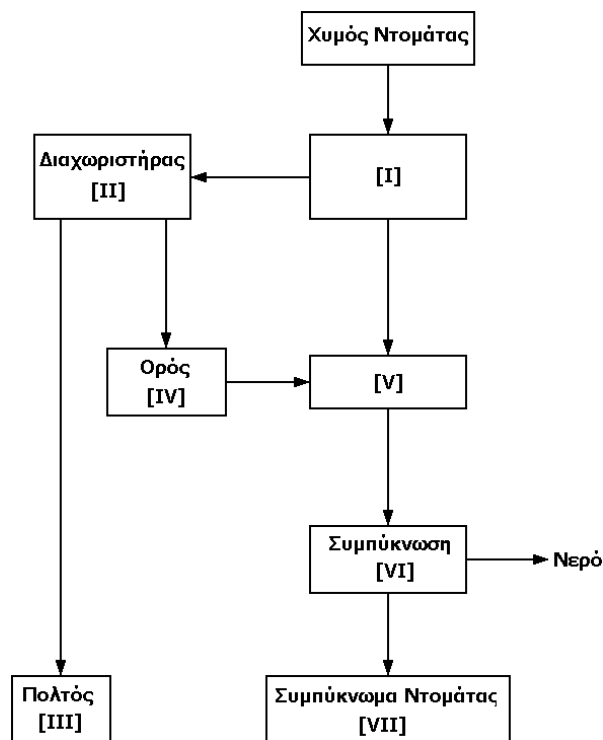 Χυμός Ντομάτας
Διαχωριστήρας
[II]
[I]
Ορός
[IV]
[V]
Συμπύκνωση
[VI]
Νερό
Πολτός
[III]
Συμπύκνωμα Ντομάτας
[VII]